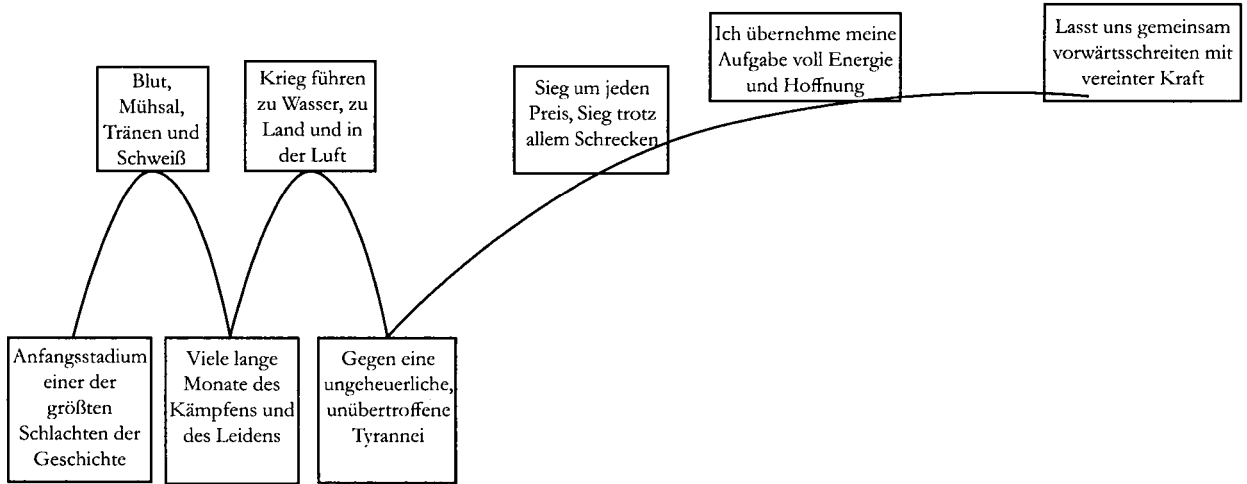 Blut,
Mühsal,
Tränen und
Schweiß
Krieg führen
zu Wasser, zu
Land und in
der Luft
Sieg um jeden
Preis, Sieg trotz
allem Schrecken
Ich übernehme meine
Aufgabe voll Energie
und Hoffnung
Lasst uns gemeinsam
vorwärtsschreiten mit
vereinter Kraft
Anfangsstadium
einer der
größten
Schlachten der
Geschichte
Viele lange
Monate des
Kämpfens und
des Leidens
Gegen eine
ungeheuerliche,
unübertroffene
Tyrannei